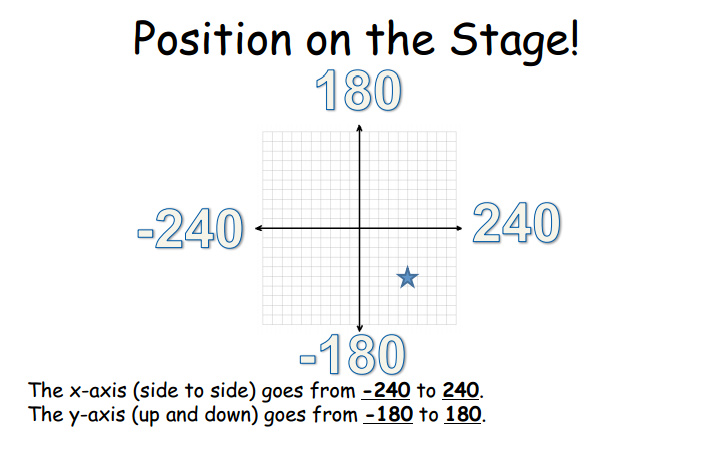 Position on the Stage!
180
-240
240
-180
The x-axis (side to side) goes from -240 to 240.
The y-axis (up and down) goes from -180 to 180.